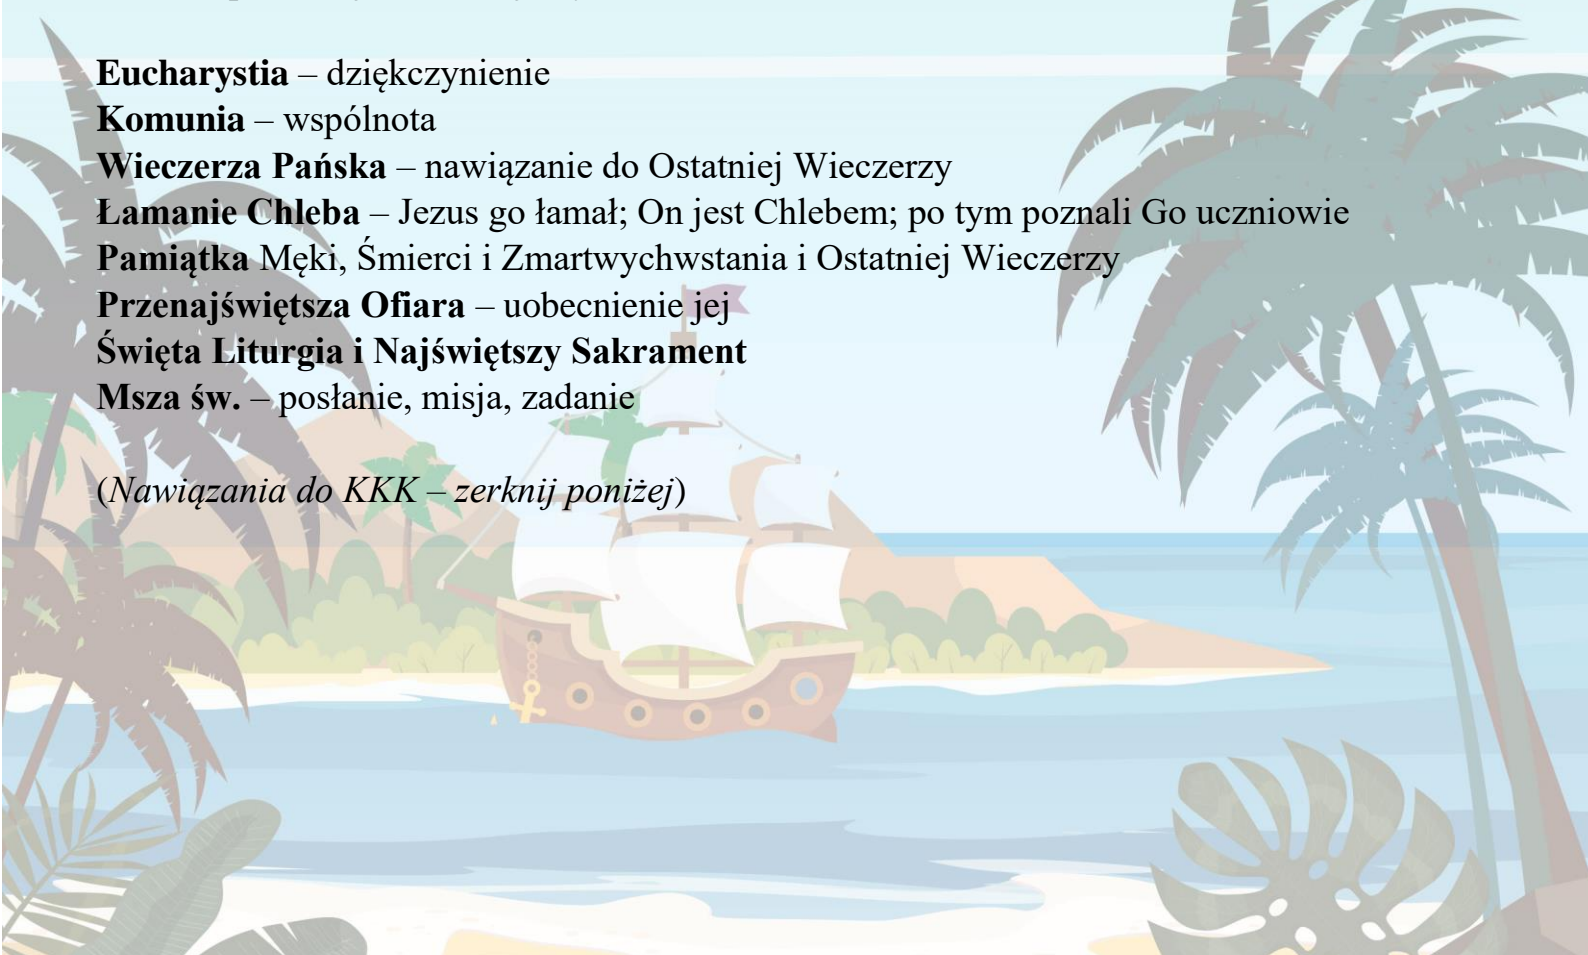 Eucharystia – dziękczynienie
Komunia – wspólnota
Wieczerza Pańska – nawiązanie do Ostatniej Wieczerzy
Łamanie Chleba – Jezus go łamał; On jest Chlebem; po tym poznali Go uczniowie
Pamiątka Męki, Śmierci i Zmartwychwstania i Ostatniej Wieczerzy
Przenajświętsza Ofiara – uobecnienie jej
Święta Liturgia i Najświętszy Sakrament
Msza św. – posłanie, misja, zadanie
(Nawiązania do KKK – zerknij poniżej)